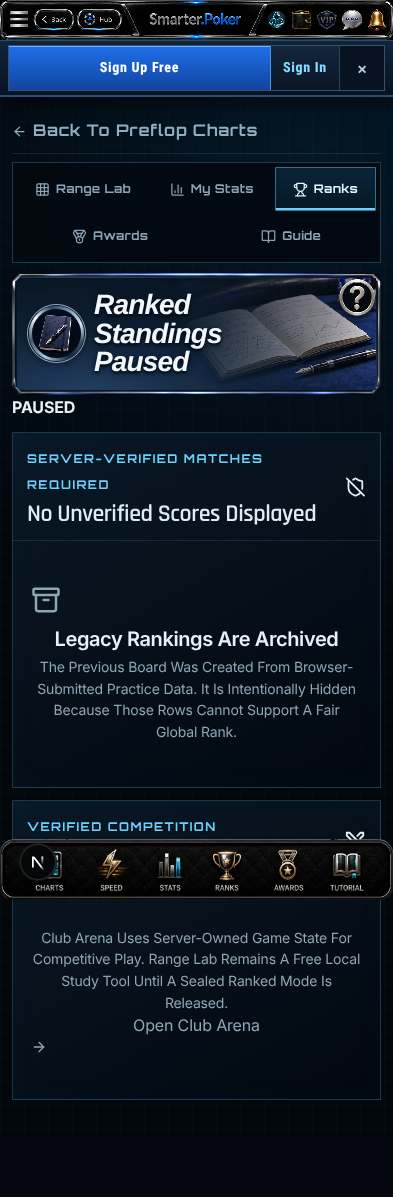 Back
Hub
Smarter.Poker
VIP
Sign Up Free
Sign In
×
← Back To Preflop Charts
Range Lab
My Stats
Ranks
Awards
Guide
Ranked
Standings
Paused
?
PAUSED
SERVER-VERIFIED MATCHES
REQUIRED
No Unverified Scores Displayed
Legacy Rankings Are Archived
The Previous Board Was Created From Browser-
Submitted Practice Data. It Is Intentionally Hidden
Because Those Rows Cannot Support A Fair
Global Rank.
VERIFIED COMPETITION
N
CHARTS
SPEED
STATS
RANKS
AWARDS
TUTORIAL
Club Arena Uses Server-Owned Game State For
Competitive Play. Range Lab Remains A Free Local
Study Tool Until A Sealed Ranked Mode Is
Released.
Open Club Arena
→